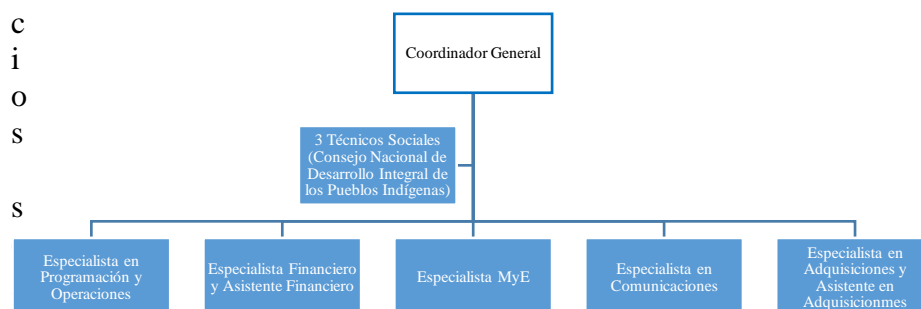 c
i
o
s
s
Coordinador General
3 Técnicos Sociales
(Consejo Nacional de
Desarrollo Integral de
los Pueblos Indígenas)
Especialista en
Programación y
Operaciones
Especialista Financiero
y Asistente Financiero
Especialista MyE
Especialista en
Comunicaciones
Especialista en
Adquisiciones y
Asistente en
Adquisicionmes